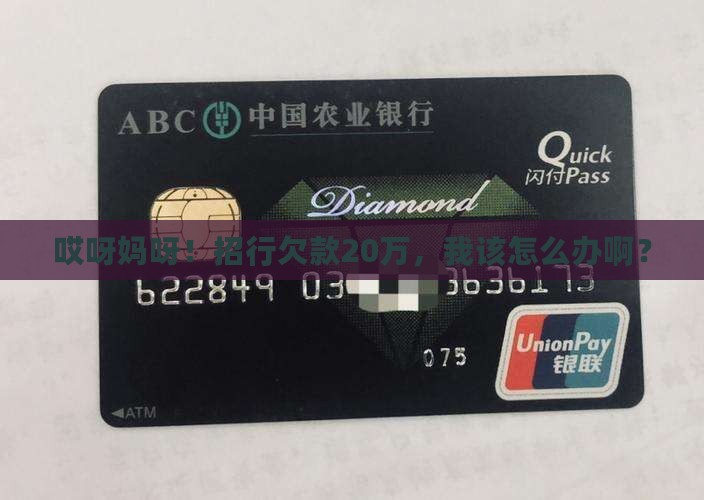 ABC 中国农业银行
Quick
闪付Pass
Diamond
哎呀妈呀！招行欠款20万，我该怎么办啊？
622849 03 3636173
075
UnionPay
银联
◀ATM